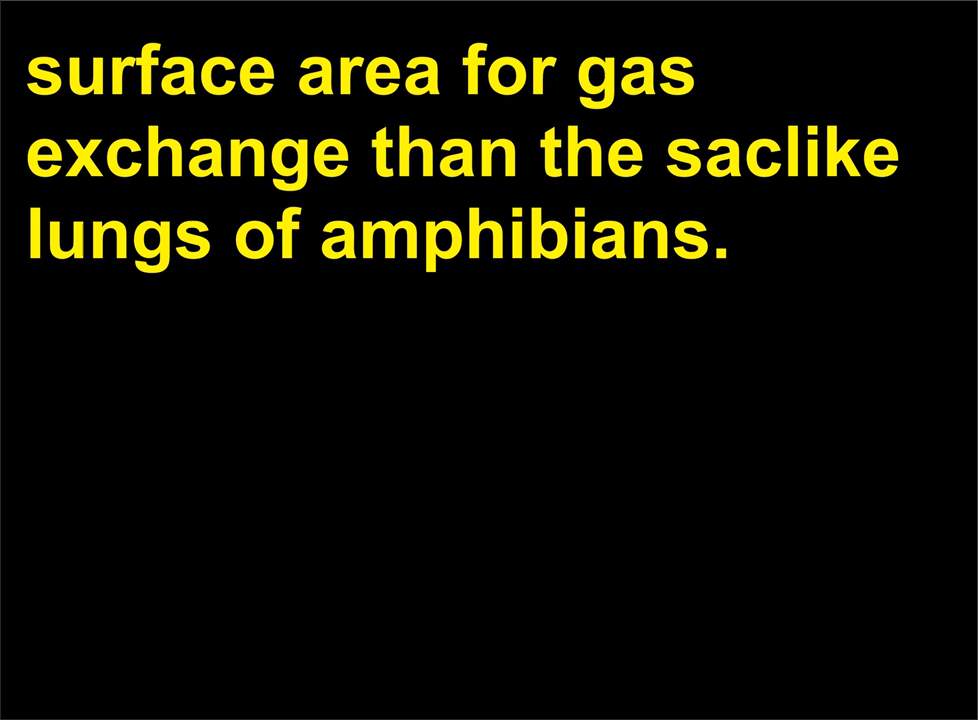 surface area for gas
exchange than the saclike
lungs of amphibians.